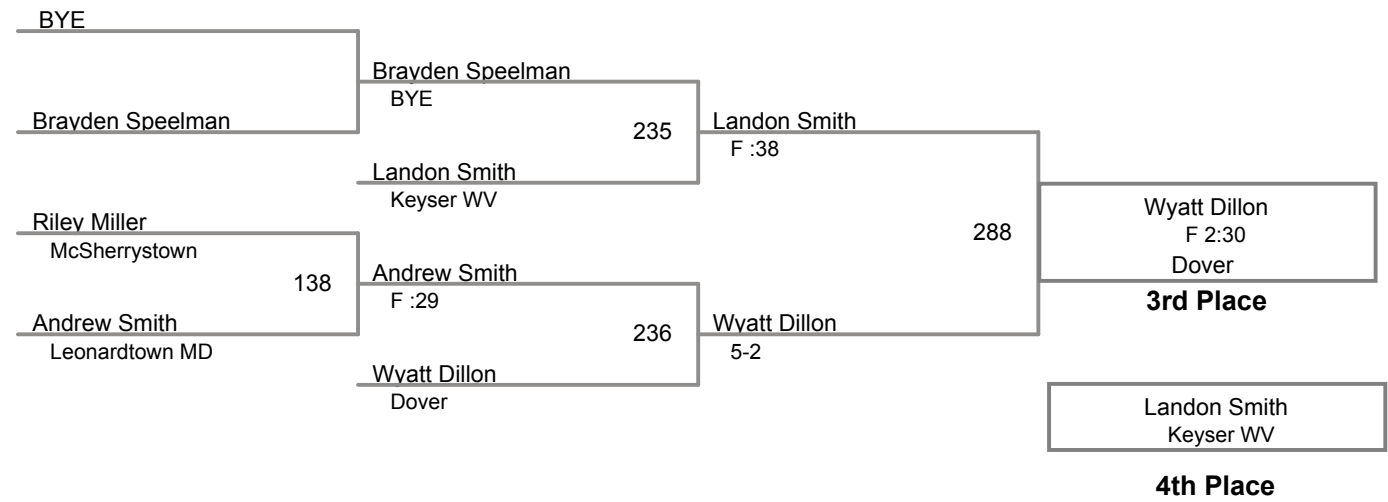 BYE
Brayden Speelman
BYE
Brayden Speelman
235
Landon Smith
F :38
Landon Smith
Keyser WV
Riley Miller
McSherrystown
288
Wyatt Dillon
F 2:30
Dover
3rd Place
138
Andrew Smith
F :29
Andrew Smith
Leonardtown MD
236
Wyatt Dillon
5-2
Wyatt Dillon
Dover
Landon Smith
Keyser WV
4th Place